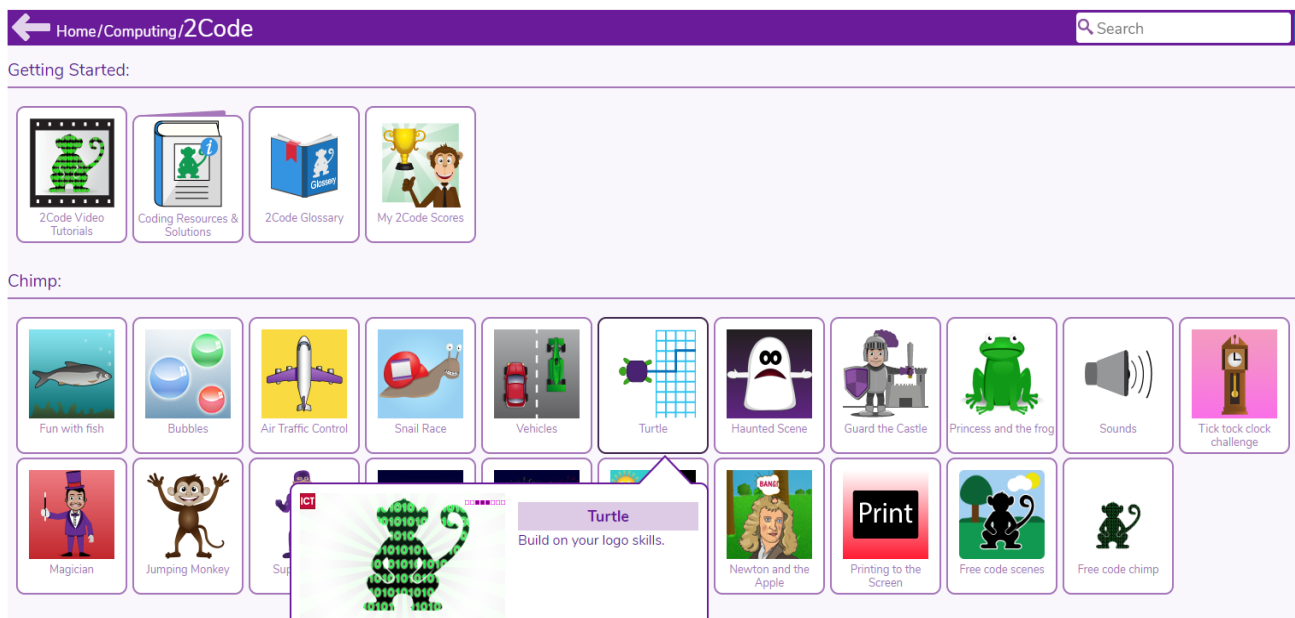 Home/Computing/2Code
Search
Getting Started:
2Code Video
Tutorials
Coding Resources &
Solutions
Glossary
2Code Glossary
My 2Code Scores
Chimp:
Fun with fish
Bubbles
Air Traffic Control
Snail Race
Vehicles
Turtle
Haunted Scene
Guard the Castle
Princess and the frog
Sounds
Tick tock clock
challenge
Magician
Jumping Monkey
Sup
ICT
Turtle
Build on your logo skills.
BANG!
Newton and the
Apple
Print
Printing to the
Screen
Free code scenes
Free code chimp